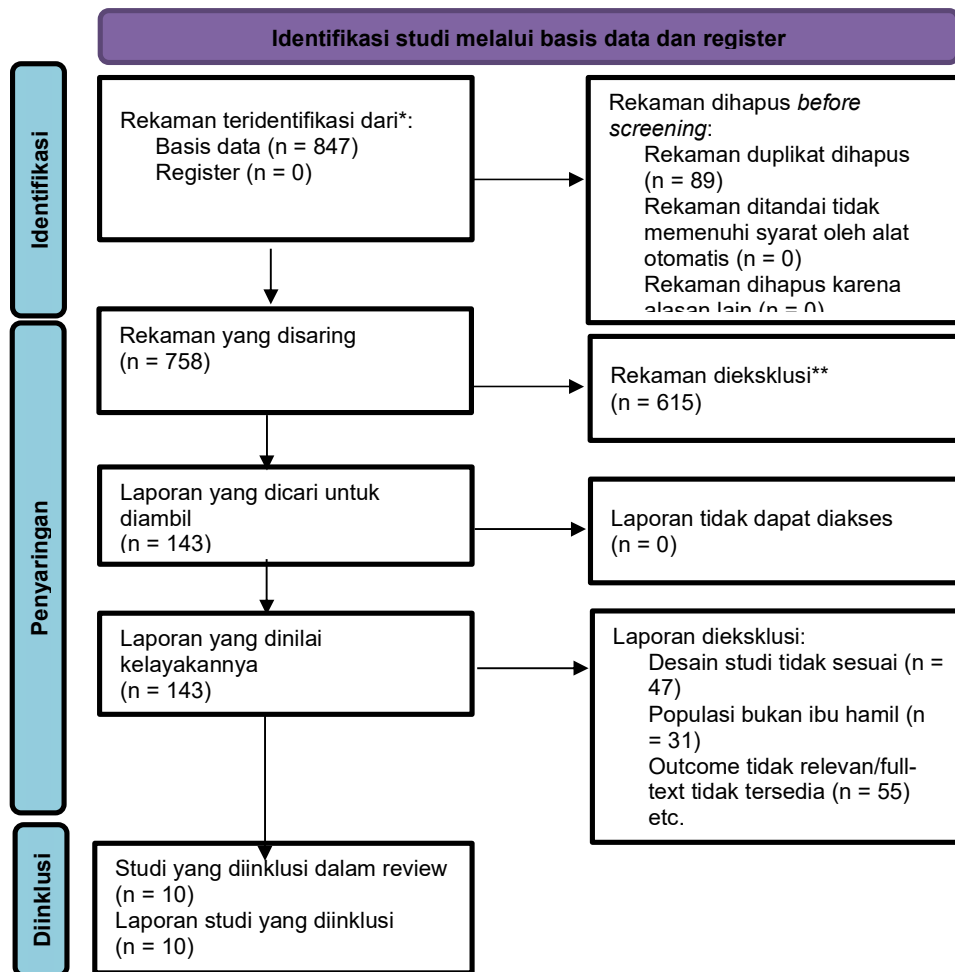 Identifikasi studi melalui basis data dan register
Identifikasi
Rekaman teridentifikasi dari*:
Basis data (n = 847)
Register (n = 0)
Rekaman dihapus before
screening:
Rekaman duplikat dihapus
(n = 89)
Rekaman ditandai tidak
memenuhi syarat oleh alat
otomatis (n = 0)
Rekaman dihapus karena
alasan lain (n = 0)
Penyaringan
Rekaman yang disaring
(n = 758)
Rekaman dieksklusi**
(n = 615)
Laporan yang dicari untuk
diambil
(n = 143)
Laporan tidak dapat diakses
(n = 0)
Laporan yang dinilai
kelayakannya
(n = 143)
Laporan dieksklusi:
Desain studi tidak sesuai (n =
47)
Populasi bukan ibu hamil (n
= 31)
Outcome tidak relevan/full-
text tidak tersedia (n = 55)
etc.
Diinklusi
Studi yang diinklusi dalam review
(n = 10)
Laporan studi yang diinklusi
(n = 10)